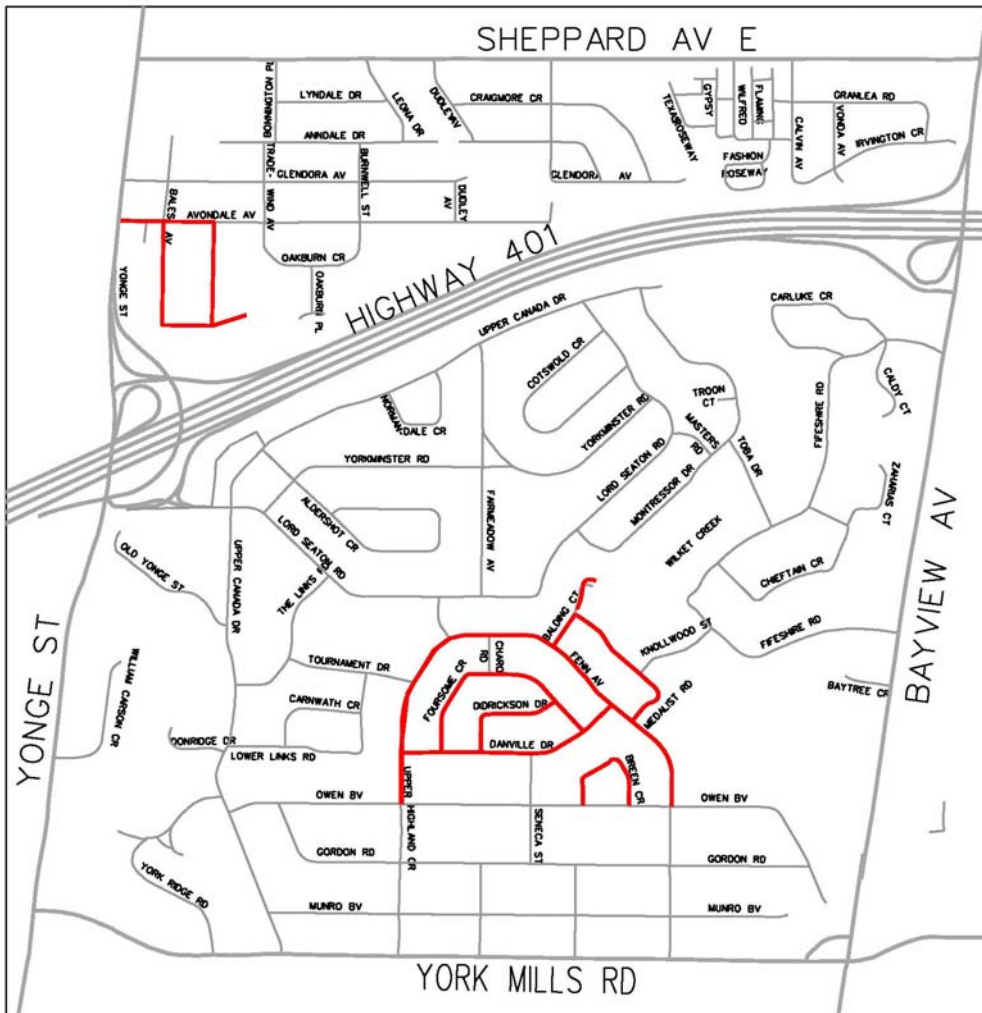 SHEPPARD AV E
BONNINGTON PL
LYNDALE DR
LEONA DR
DUDLEY AV
CRAIGMORE CR
TEXASROSEWAY
GYPSY
WILFRED
FLAMING
GRANLEA RD
CALVIN AV
VONDA AV
IRVINGTON CR
ANNDALE DR
TRADE-
WIND AV
BURNWELL ST
FASHION
ROSEWAY
GLENDORA AV
GLENDORA AV
BALES AV
AVONDALE AV
DUDLEY
AV
OAKBURN CR
OAKBURN PL
YONGE ST
HIGHWAY 401
UPPER CANADA DR
CARLUKE CR
COTSWOLD CR
NORMAN-
DALE CR
TROON
CT
FIFESHIRE RD
CALDY CT
YORKMINSTER RD
MASTERS
RD
YORKMINSTER RD
LORD SEATON RD
TOBA DR
MONTRESSOR DR
ZAHARIAS CT
ALDERSHOT CR
FAIRMEADOW AV
LORD SEATON RD
WILKET CREEK
OLD YONGE ST
UPPER CANADA DR
THE LINKS RD
CHIEFTAIN CR
BAYVIEW AV
YONGE ST
BALDING CT
KNOLLWOOD ST
FIFESHIRE RD
WILLIAM CARSON CR
TOURNAMENT DR
FOURSOME CR
CHARD
RD
FENN AV
MEDALIST RD
BAYTREE CR
CARNWATH CR
DIDRICKSON DR
DONRIDGE DR
LOWER LINKS RD
DANVILLE DR
BREEN CR
UPPER
HIGHLAND CR
OWEN BV
OWEN BV
SENECA ST
GORDON RD
GORDON RD
YORK RIDGE RD
MUNRO BV
MUNRO BV
YORK MILLS RD